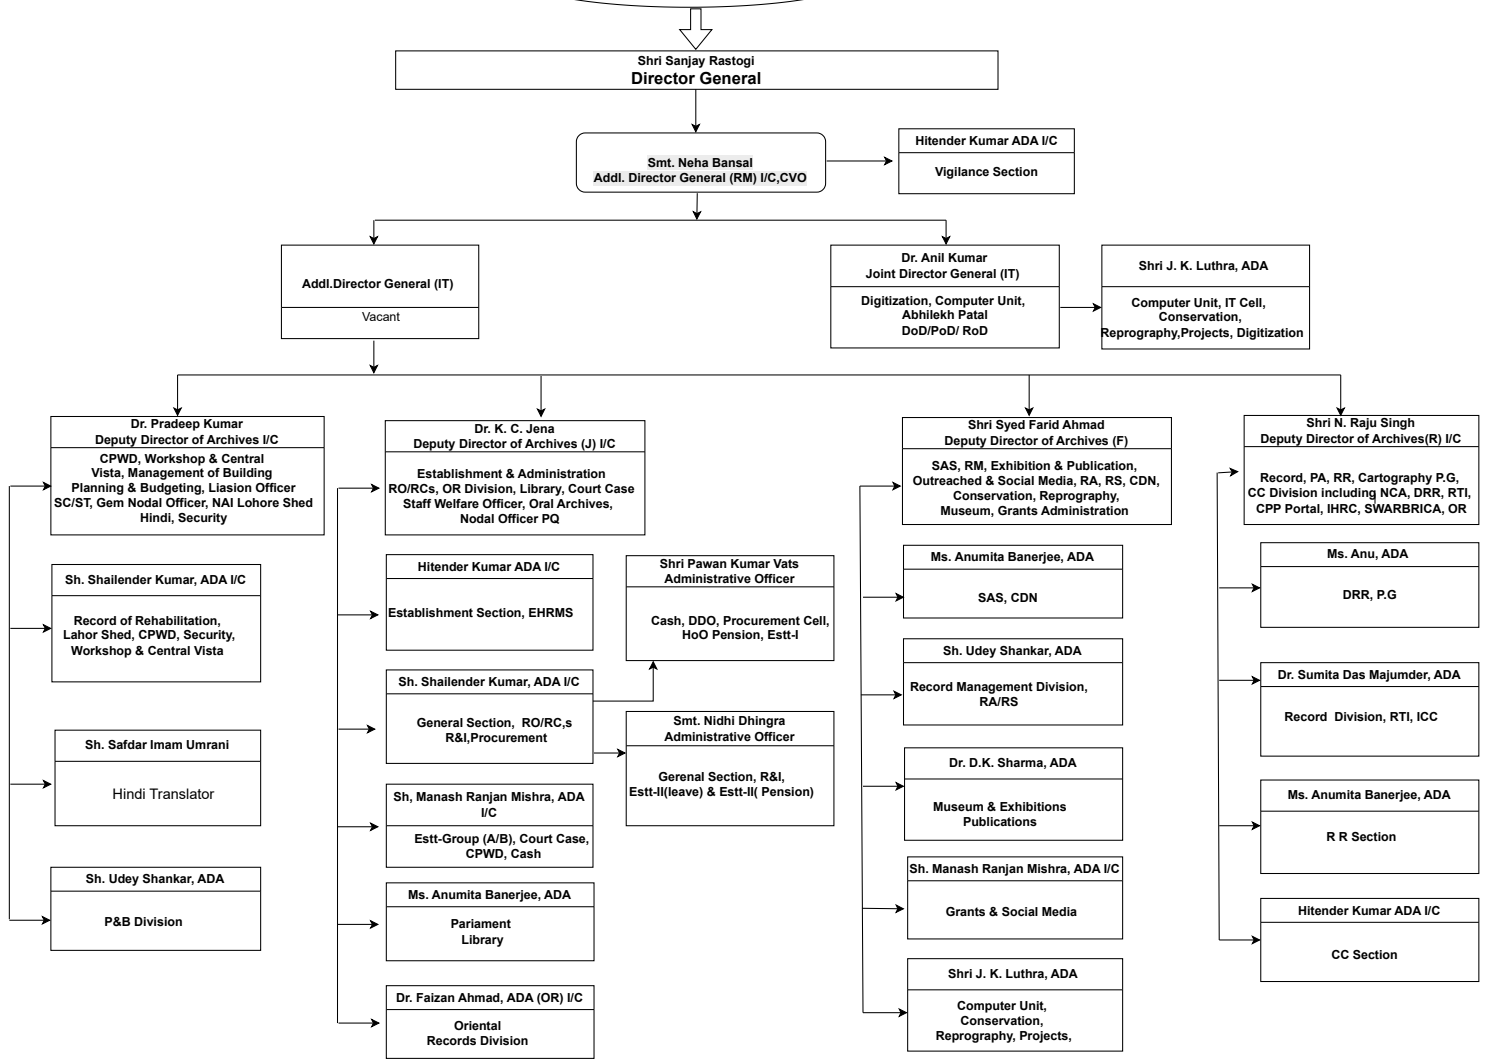 Shri Sanjay Rastogi
Director General
Smt. Neha Bansal
Addl. Director General (RM) I/C,CVO
Hitender Kumar ADA I/C
Vigilance Section
Addl.Director General (IT)
Vacant
Dr. Anil Kumar
Joint Director General (IT)
Digitization, Computer Unit,
Abhilekh Patal
DoD/PoD/ RoD
Shri J. K. Luthra, ADA
Computer Unit, IT Cell,
Conservation,
Reprography,Projects, Digitization
Dr. Pradeep Kumar
Deputy Director of Archives I/C
CPWD, Workshop & Central
Vista, Management of Building
Planning & Budgeting, Liasion Officer
SC/ST, Gem Nodal Officer, NAI Lohore Shed
Hindi, Security
Sh. Shailender Kumar, ADA I/C
Record of Rehabilitation,
Lahor Shed, CPWD, Security,
Workshop & Central Vista
Sh. Safdar Imam Umrani
Hindi Translator
Sh. Udey Shankar, ADA
P&B Division
Dr. K. C. Jena
Deputy Director of Archives (J) I/C
Establishment & Administration
RO/RCs, OR Division, Library, Court Case
Staff Welfare Officer, Oral Archives,
Nodal Officer PQ
Hitender Kumar ADA I/C
Establishment Section, EHRMS
Sh. Shailender Kumar, ADA I/C
General Section, RO/RC,s
R&I,Procurement
Shri Pawan Kumar Vats
Administrative Officer
Cash, DDO, Procurement Cell,
HoO Pension, Estt-I
Smt. Nidhi Dhingra
Administrative Officer
Gerenal Section, R&I,
Estt-II(leave) & Estt-II( Pension)
Sh, Manash Ranjan Mishra, ADA
I/C
Estt-Group (A/B), Court Case,
CPWD, Cash
Ms. Anumita Banerjee, ADA
Pariament
Library
Dr. Faizan Ahmad, ADA (OR) I/C
Oriental
Records Division
Shri Syed Farid Ahmad
Deputy Director of Archives (F)
SAS, RM, Exhibition & Publication,
Outreached & Social Media, RA, RS, CDN,
Conservation, Reprography,
Museum, Grants Administration
Ms. Anumita Banerjee, ADA
SAS, CDN
Sh. Udey Shankar, ADA
Record Management Division,
RA/RS
Dr. D.K. Sharma, ADA
Museum & Exhibitions
Publications
Sh. Manash Ranjan Mishra, ADA I/C
Grants & Social Media
Shri J. K. Luthra, ADA
Computer Unit,
Conservation,
Reprography, Projects,
Shri N. Raju Singh
Deputy Director of Archives(R) I/C
Record, PA, RR, Cartography P.G,
CC Division including NCA, DRR, RTI,
CPP Portal, IHRC, SWARBRICA, OR
Ms. Anu, ADA
DRR, P.G
Dr. Sumita Das Majumder, ADA
Record Division, RTI, ICC
Ms. Anumita Banerjee, ADA
R R Section
Hitender Kumar ADA I/C
CC Section